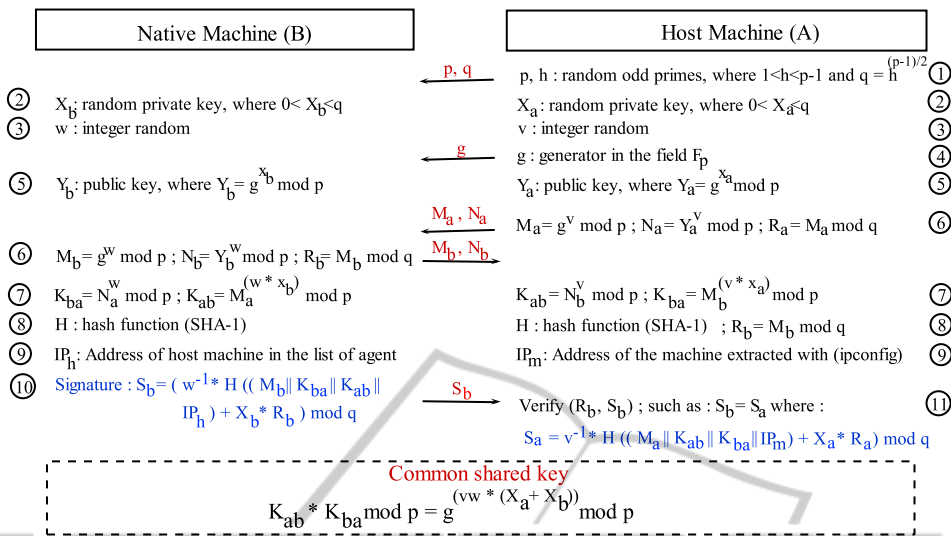 Native Machine (B)
Host Machine (A)
p, q
p, h : random odd primes, where 1<h<p-1 and q = h^(p-1)/2
1
2
X_b: random private key, where 0< X_b<q
X_a: random private key, where 0< X_a<q
2
3
w : integer random
v : integer random
3
g
g : generator in the field F_p
4
5
Y_b: public key, where Y_b= g^x_b mod p
Y_a: public key, where Y_a= g^x_a mod p
5
M_a , N_a
M_a= g^v mod p ; N_a= Y_a^v mod p ; R_a= M_a mod q
6
6
M_b= g^w mod p ; N_b= Y_b^w mod p ; R_b= M_b mod q
M_b, N_b
7
K_ba= N_a^w mod p ; K_ab= M_a^(w * x_b) mod p
K_ab= N_b^v mod p ; K_ba= M_b^(v * x_a) mod p
7
8
H : hash function (SHA-1)
H : hash function (SHA-1) ; R_b= M_b mod q
8
9
IP_h: Address of host machine in the list of agent
IP_m: Address of the machine extracted with (ipconfig)
9
10
Signature : S_b= ( w^-1* H (( M_b|| K_ba|| K_ab||
IP_h ) + X_b* R_b ) mod q
S_b
Verify (R_b, S_b) ; such as : S_b= S_a where :
11
S_a = v^-1* H (( M_a|| K_ab|| K_ba||IP_m) + X_a* R_a) mod q
Common shared key
K_ab * K_ba mod p = g^(vw * (X_a+ X_b)) mod p